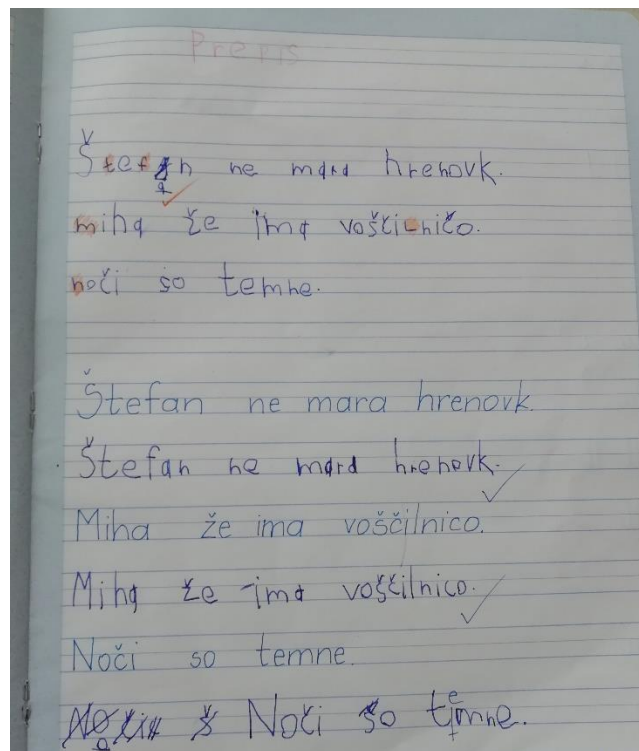 Prepis
Štefan ne mara hrenovk.
a
miha že ima voščilničo.
noči so temne.
Štefan ne mara hrenovk.
Štefan ne mara hrenovk.
Miha že ima voščilnico.
Miha že ima voščilnico.
Noči so temne.
Noči so temne.